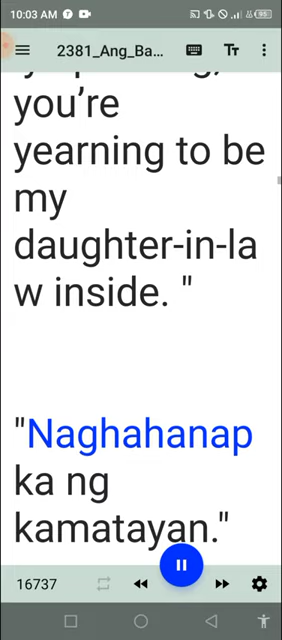 10:03 AM
2381_Ang_Ba...
you're
yearning to be
my
daughter-in-la
w inside. "
"Naghahanap
ka ng
kamatayan."
16737